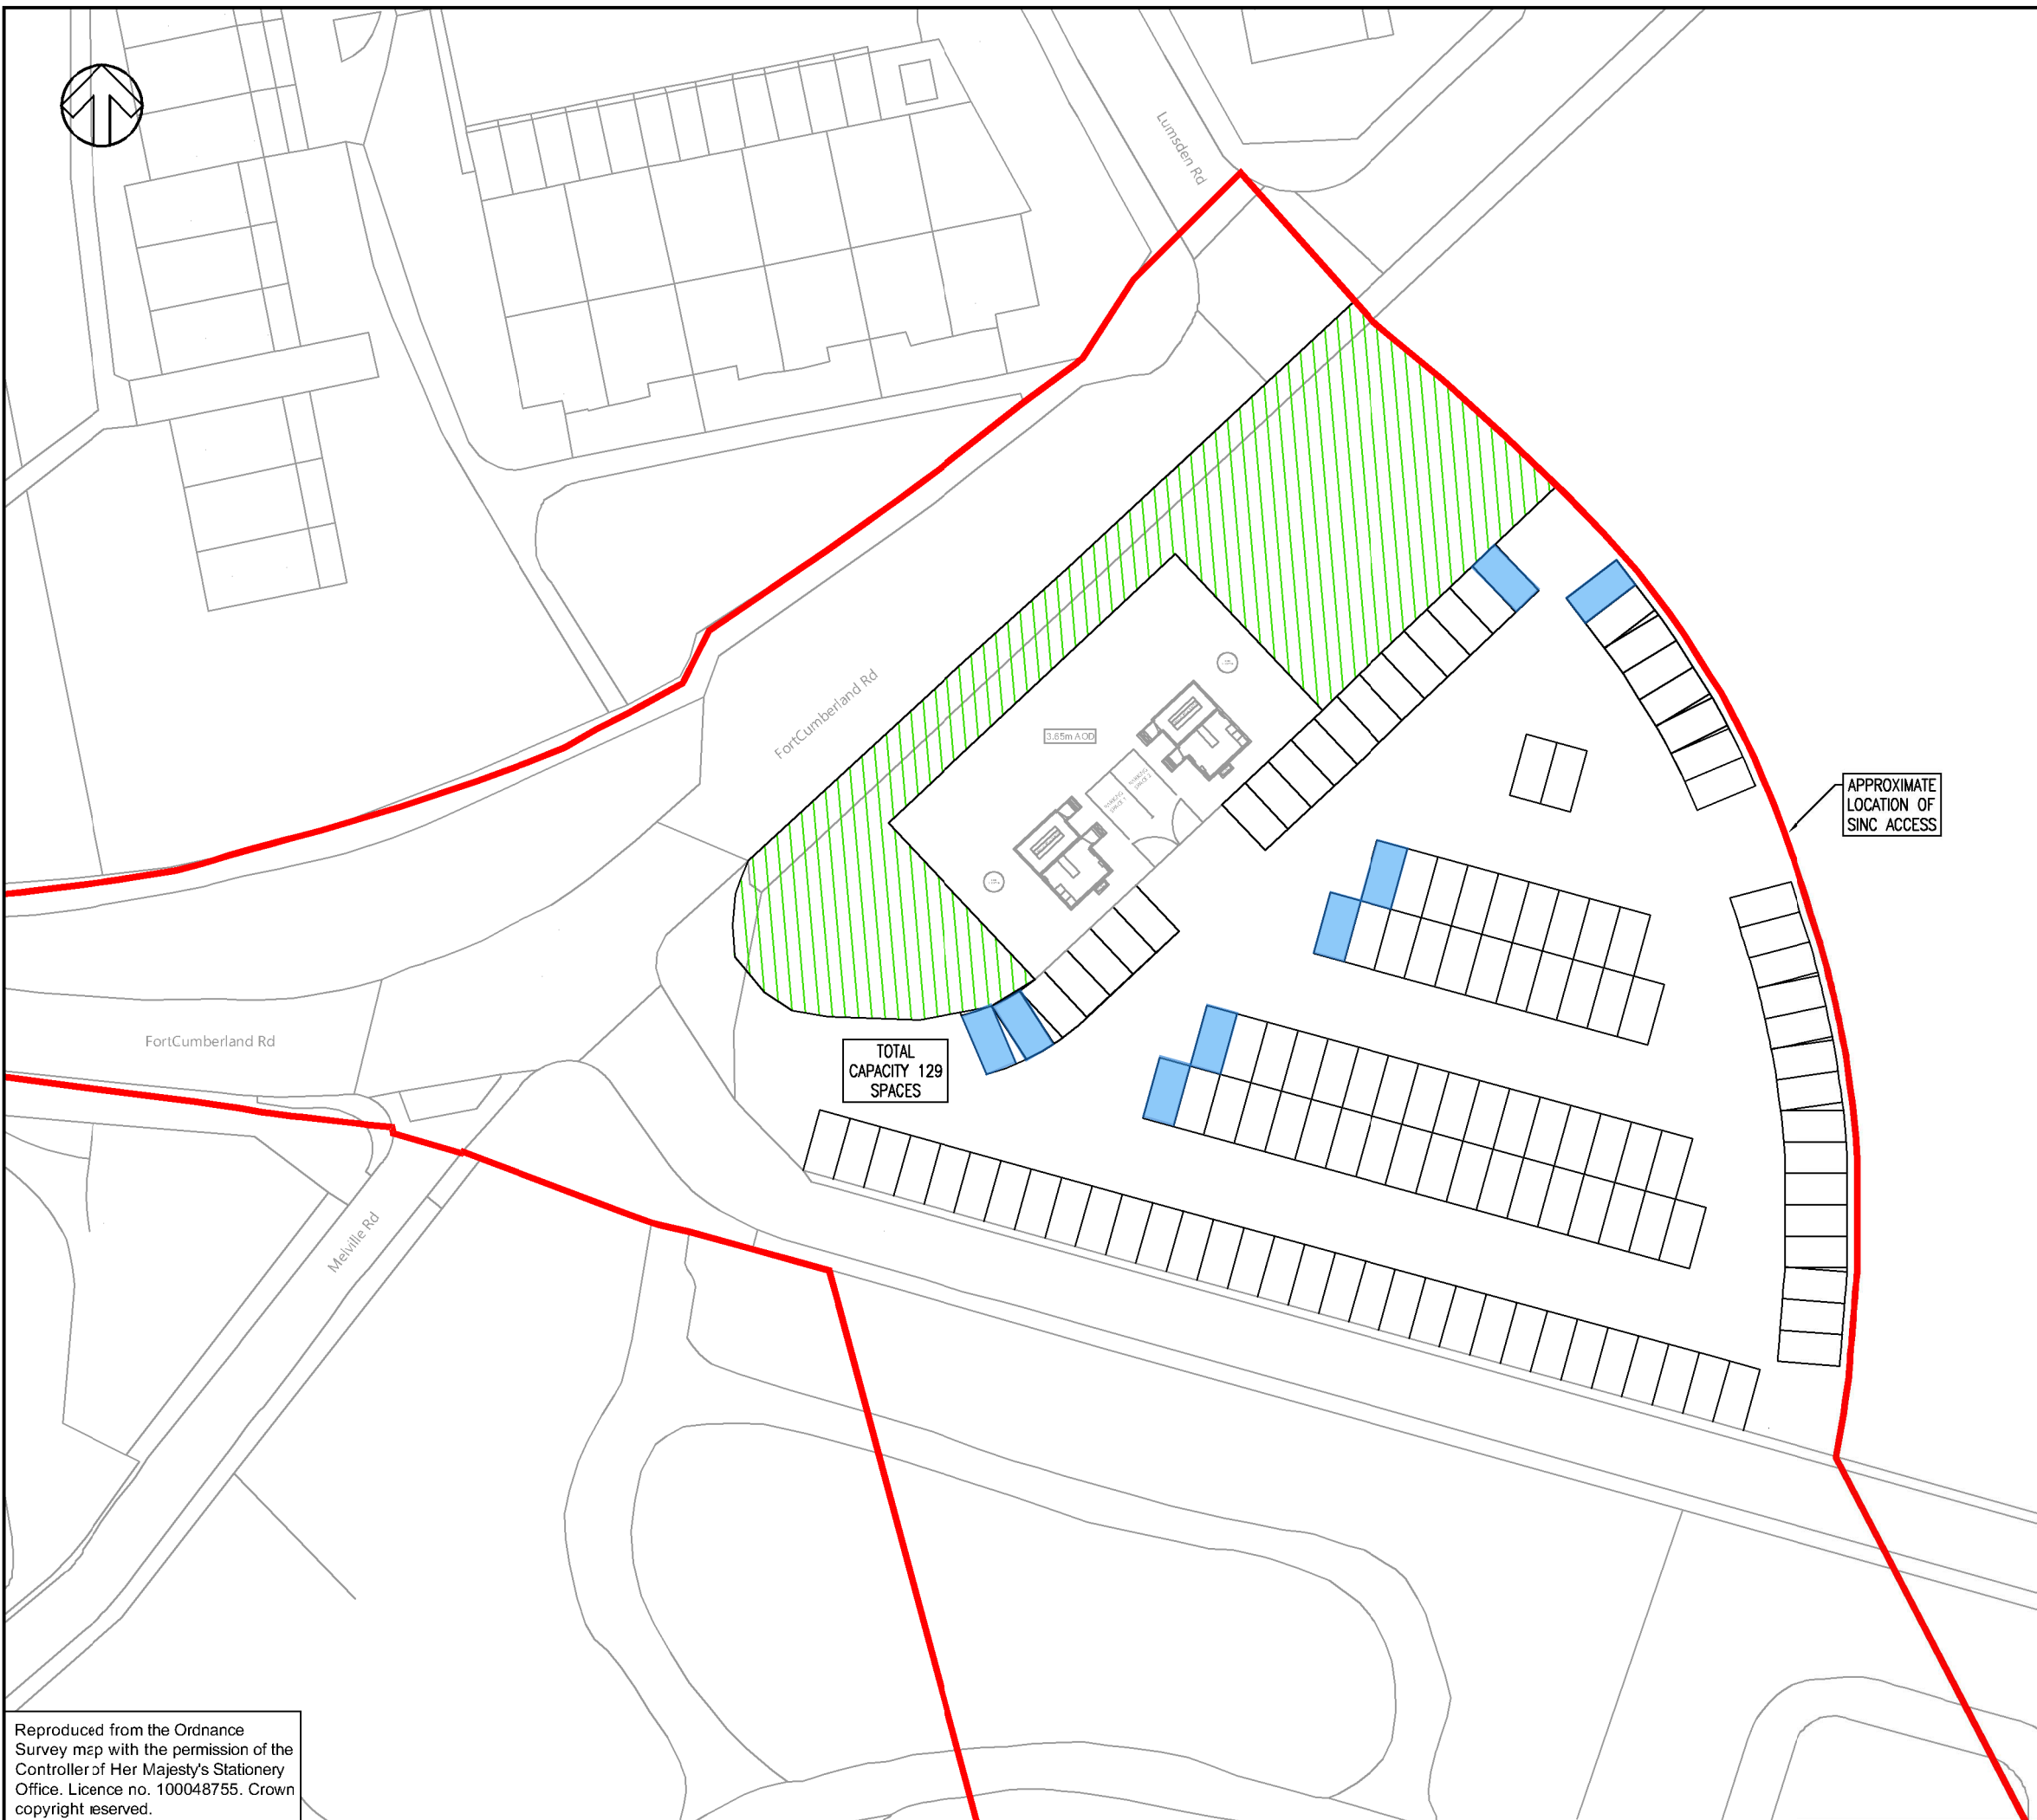 Lumsden Rd
FortCumberland Rd
3.65m AOD
APPROXIMATE
LOCATION OF
SINC ACCESS
FortCumberland Rd
TOTAL
CAPACITY 129
SPACES
Melville Rd
Reproduced from the Ordnance
Survey map with the permission of the
Controller of Her Majesty's Stationery
Office. Licence no. 100048755. Crown
copyright reserved.